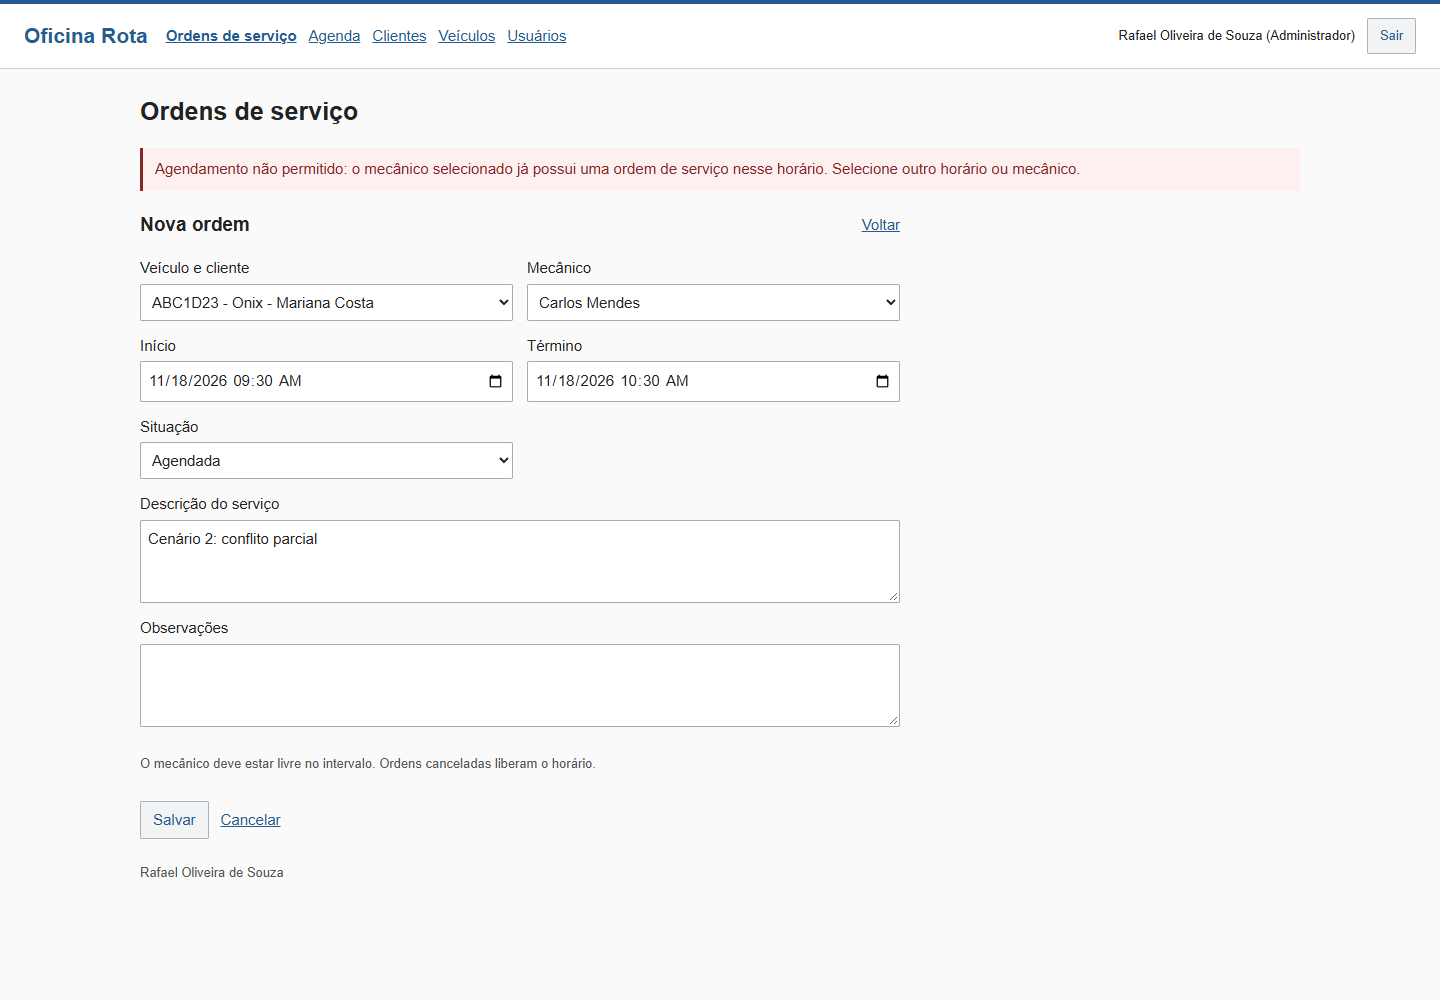 Oficina Rota Ordens de serviço Agenda Clientes Veículos Usuários Rafael Oliveira de Souza (Administrador) Sair
Ordens de serviço
Agendamento não permitido: o mecânico selecionado já possui uma ordem de serviço nesse horário. Selecione outro horário ou mecânico.
Nova ordem Voltar
Veículo e cliente Mecânico
ABC1D23 - Onix - Mariana Costa Carlos Mendes
Início Término
11/18/2026 09:30 AM 11/18/2026 10:30 AM
Situação
Agendada
Descrição do serviço
Cenário 2: conflito parcial
Observações
O mecânico deve estar livre no intervalo. Ordens canceladas liberam o horário.
Salvar Cancelar
Rafael Oliveira de Souza